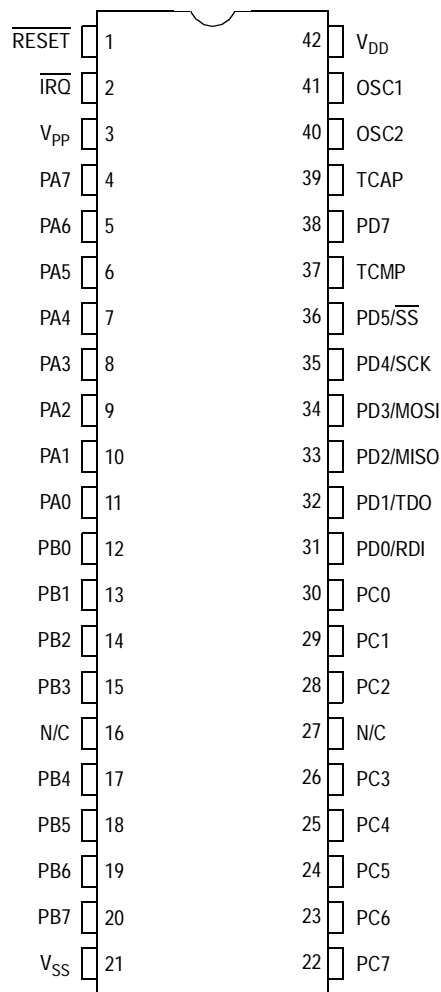 RESET 1 42 VDD
IRQ 2 41 OSC1
VPP 3 40 OSC2
PA7 4 39 TCAP
PA6 5 38 PD7
PA5 6 37 TCMP
PA4 7 36 PD5/SS
PA3 8 35 PD4/SCK
PA2 9 34 PD3/MOSI
PA1 10 33 PD2/MISO
PA0 11 32 PD1/TDO
PB0 12 31 PD0/RDI
PB1 13 30 PC0
PB2 14 29 PC1
PB3 15 28 PC2
N/C 16 27 N/C
PB4 17 26 PC3
PB5 18 25 PC4
PB6 19 24 PC5
PB7 20 23 PC6
VSS 21 22 PC7